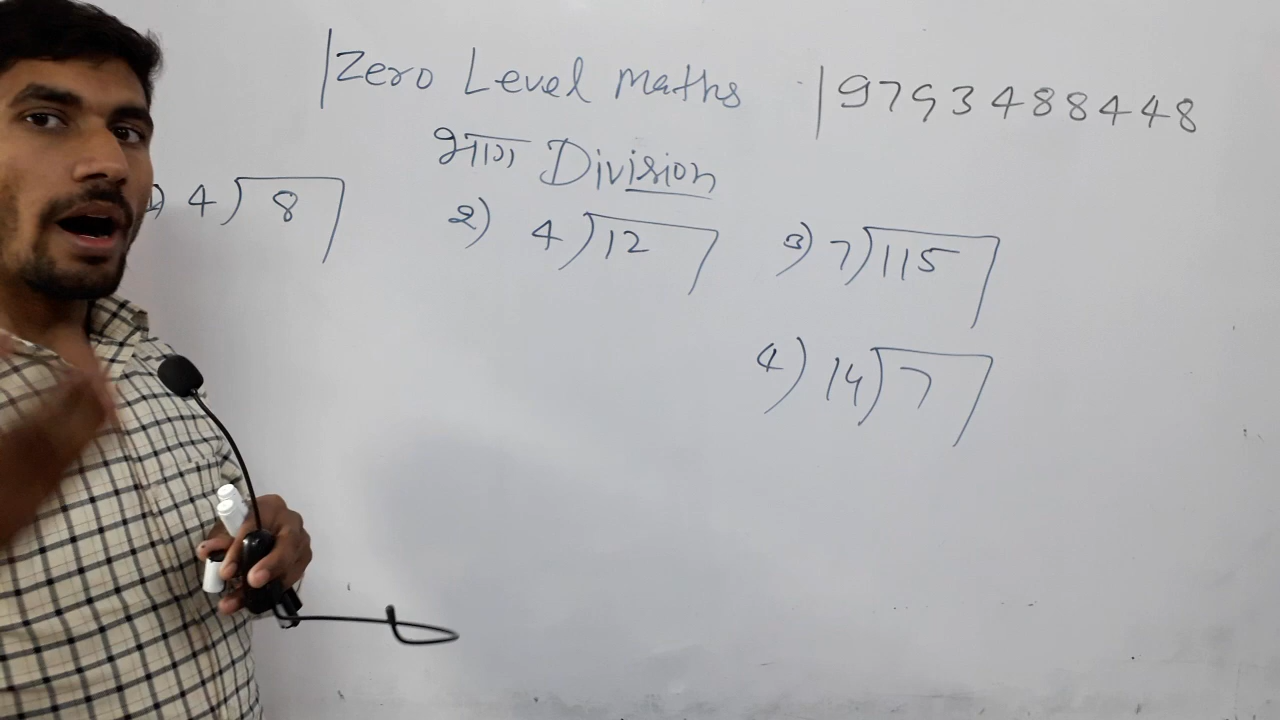 Zero Level maths | 9793488448
भाग Division
1) 4) 8
2) 4) 12
3) 7) 115
4) 14) 7